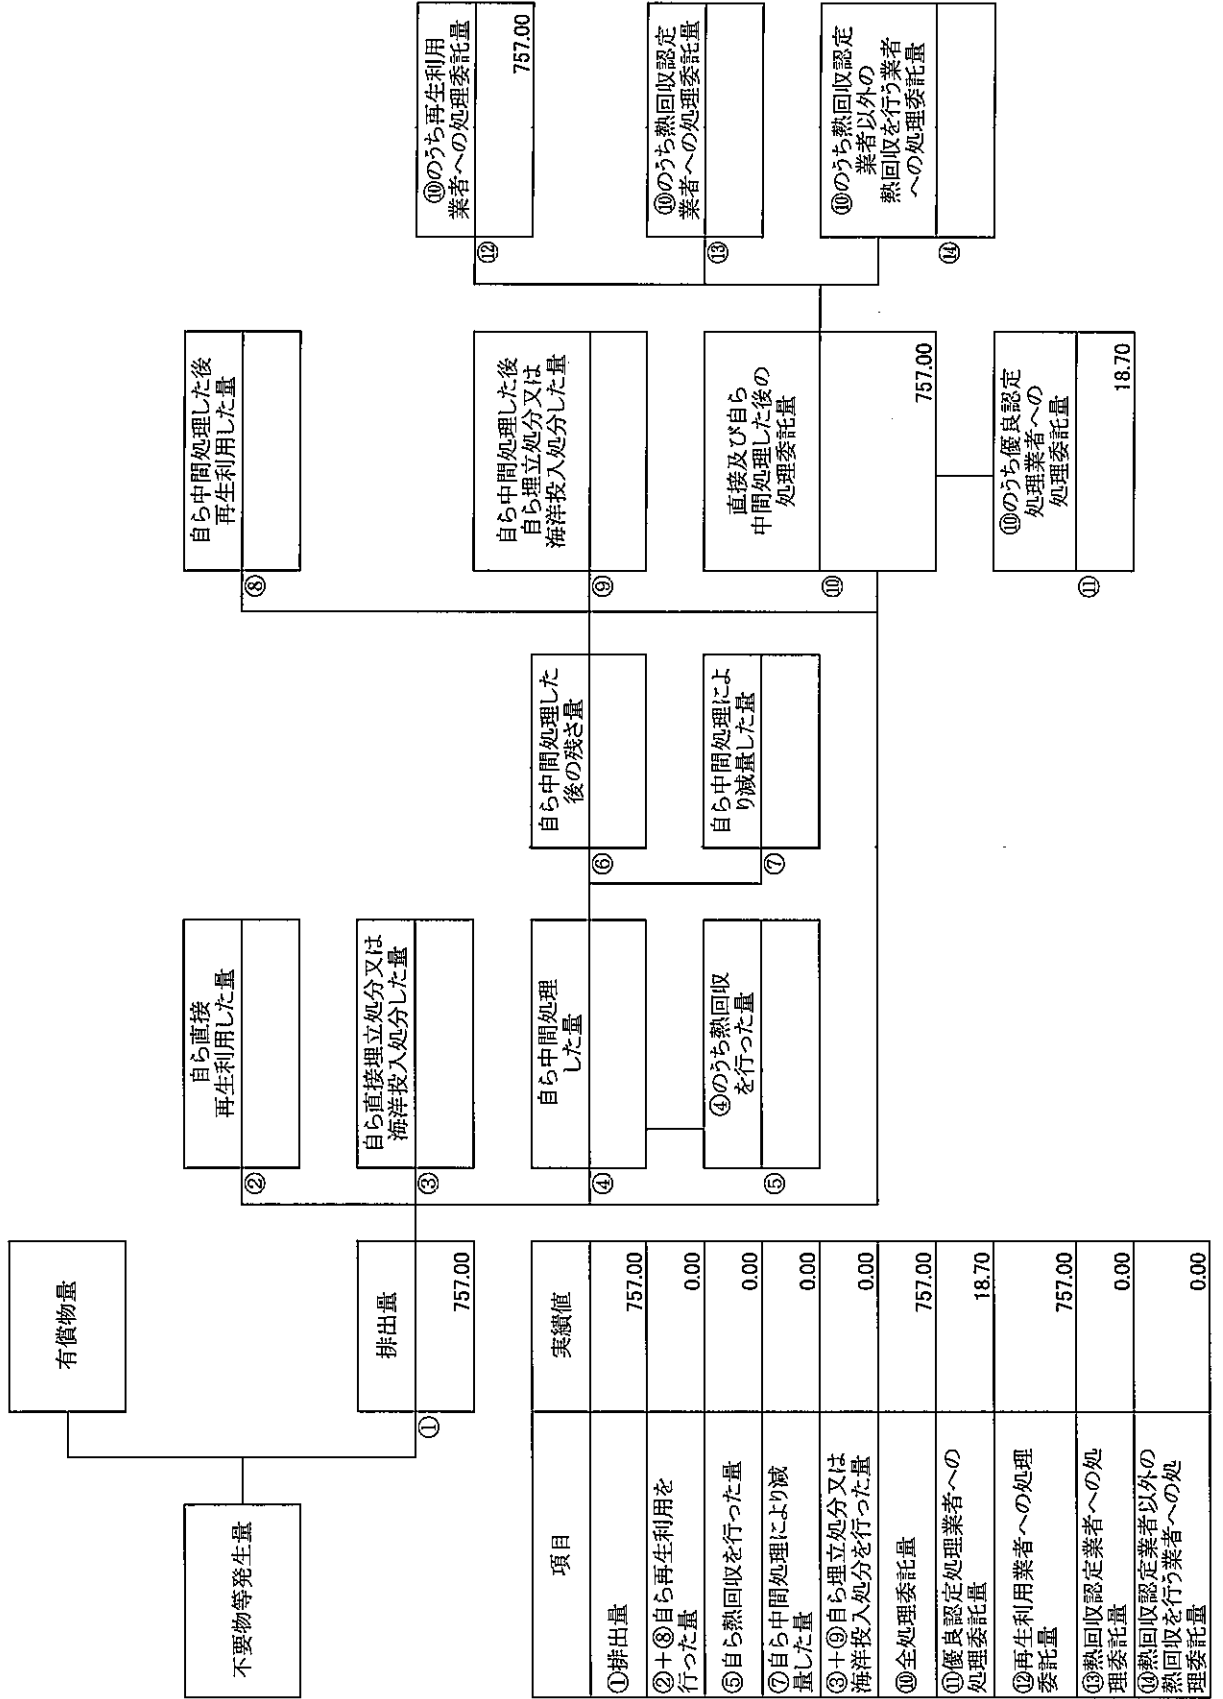 不要物等発生量
有償物量
排出量
①
757.00
自ら直接
再生利用した量
②
自ら直接埋立処分又は
海洋投入処分した量
③
自ら中間処理
した量
④
④のうち熱回収
を行った量
⑤
自ら中間処理した
後の残さ量
⑥
自ら中間処理によ
り減量した量
⑦
自ら中間処理した後
再生利用した量
⑧
自ら中間処理した後
自ら埋立処分又は
海洋投入処分した量
⑨
直接及び自ら
中間処理した後の
処理委託量
⑩
757.00
⑩のうち優良認定
処理業者への
処理委託量
⑪
18.70
⑩のうち再生利用
業者への処理委託量
⑫
757.00
⑩のうち熱回収認定
業者への処理委託量
⑬
⑩のうち熱回収認定
業者以外の
熱回収を行う業者
への処理委託量
⑭
項目 実績値
①排出量 757.00
②+⑧自ら再生利用を
行った量 0.00
⑤自ら熱回収を行った量 0.00
⑦自ら中間処理により減
量した量 0.00
③+⑨自ら埋立処分又は
海洋投入処分を行った量 0.00
⑩全処理委託量 757.00
⑪優良認定処理業者への
処理委託量 18.70
⑫再生利用業者への処理
委託量 757.00
⑬熱回収認定業者への処
理委託量 0.00
⑭熱回収認定業者以外の
熱回収を行う業者への処
理委託量 0.00